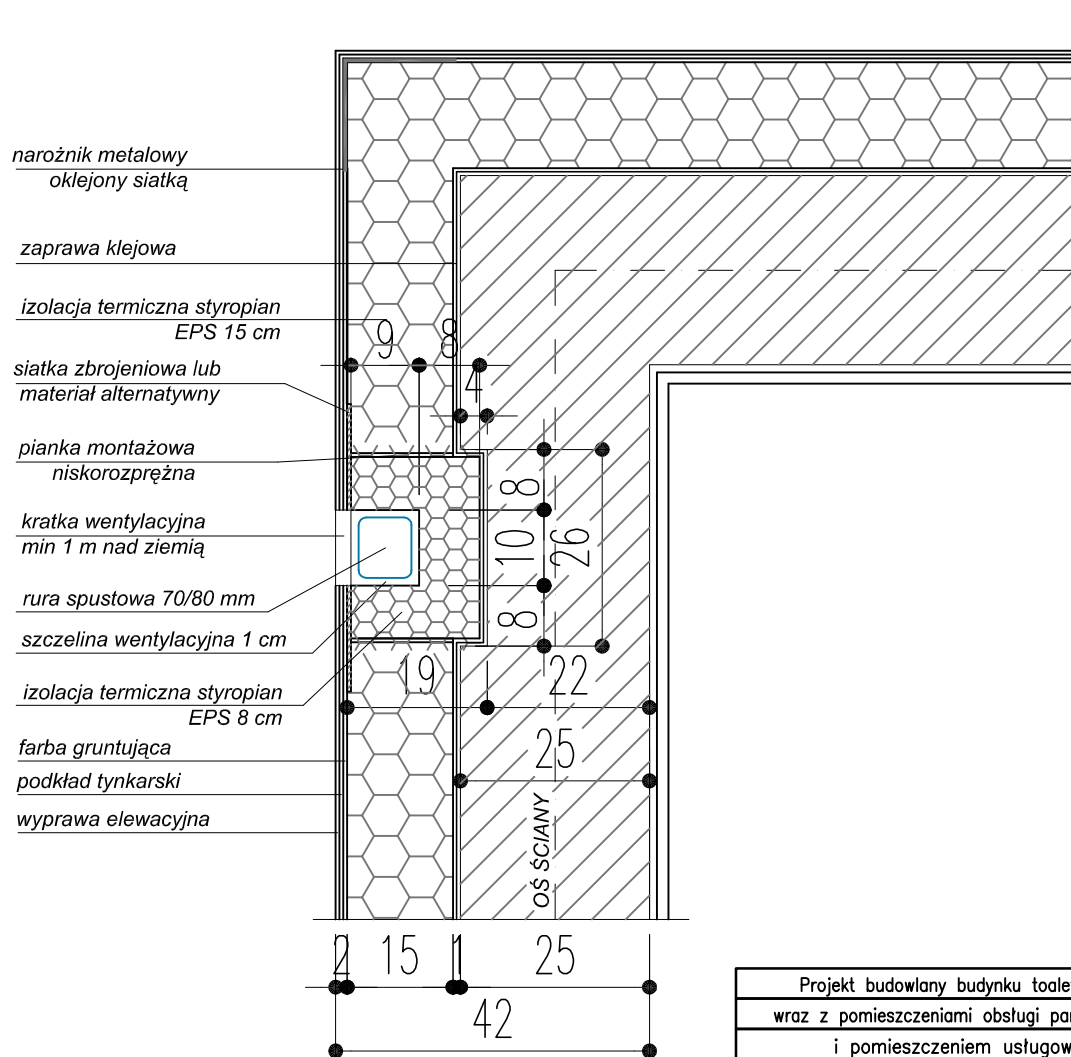 narożnik metalowy
oklejony siatką
zaprawa klejowa
izolacja termiczna styropian
EPS 15 cm
9
8
siatka zbrojeniowa lub
materiał alternatywny
4
pianka montażowa
niskorozprężna
8
kratka wentylacyjna
min 1 m nad ziemią
10
26
rura spustowa 70/80 mm
8
szczelina wentylacyjna 1 cm
19
22
izolacja termiczna styropian
EPS 8 cm
farba gruntująca
25
podkład tynkarski
wyprawa elewacyjna
OŚ ŚCIANY
2
15
1
25
42
Projekt budowlany budynku
wraz z pomieszczeniami obsługi
i pomieszczeniem